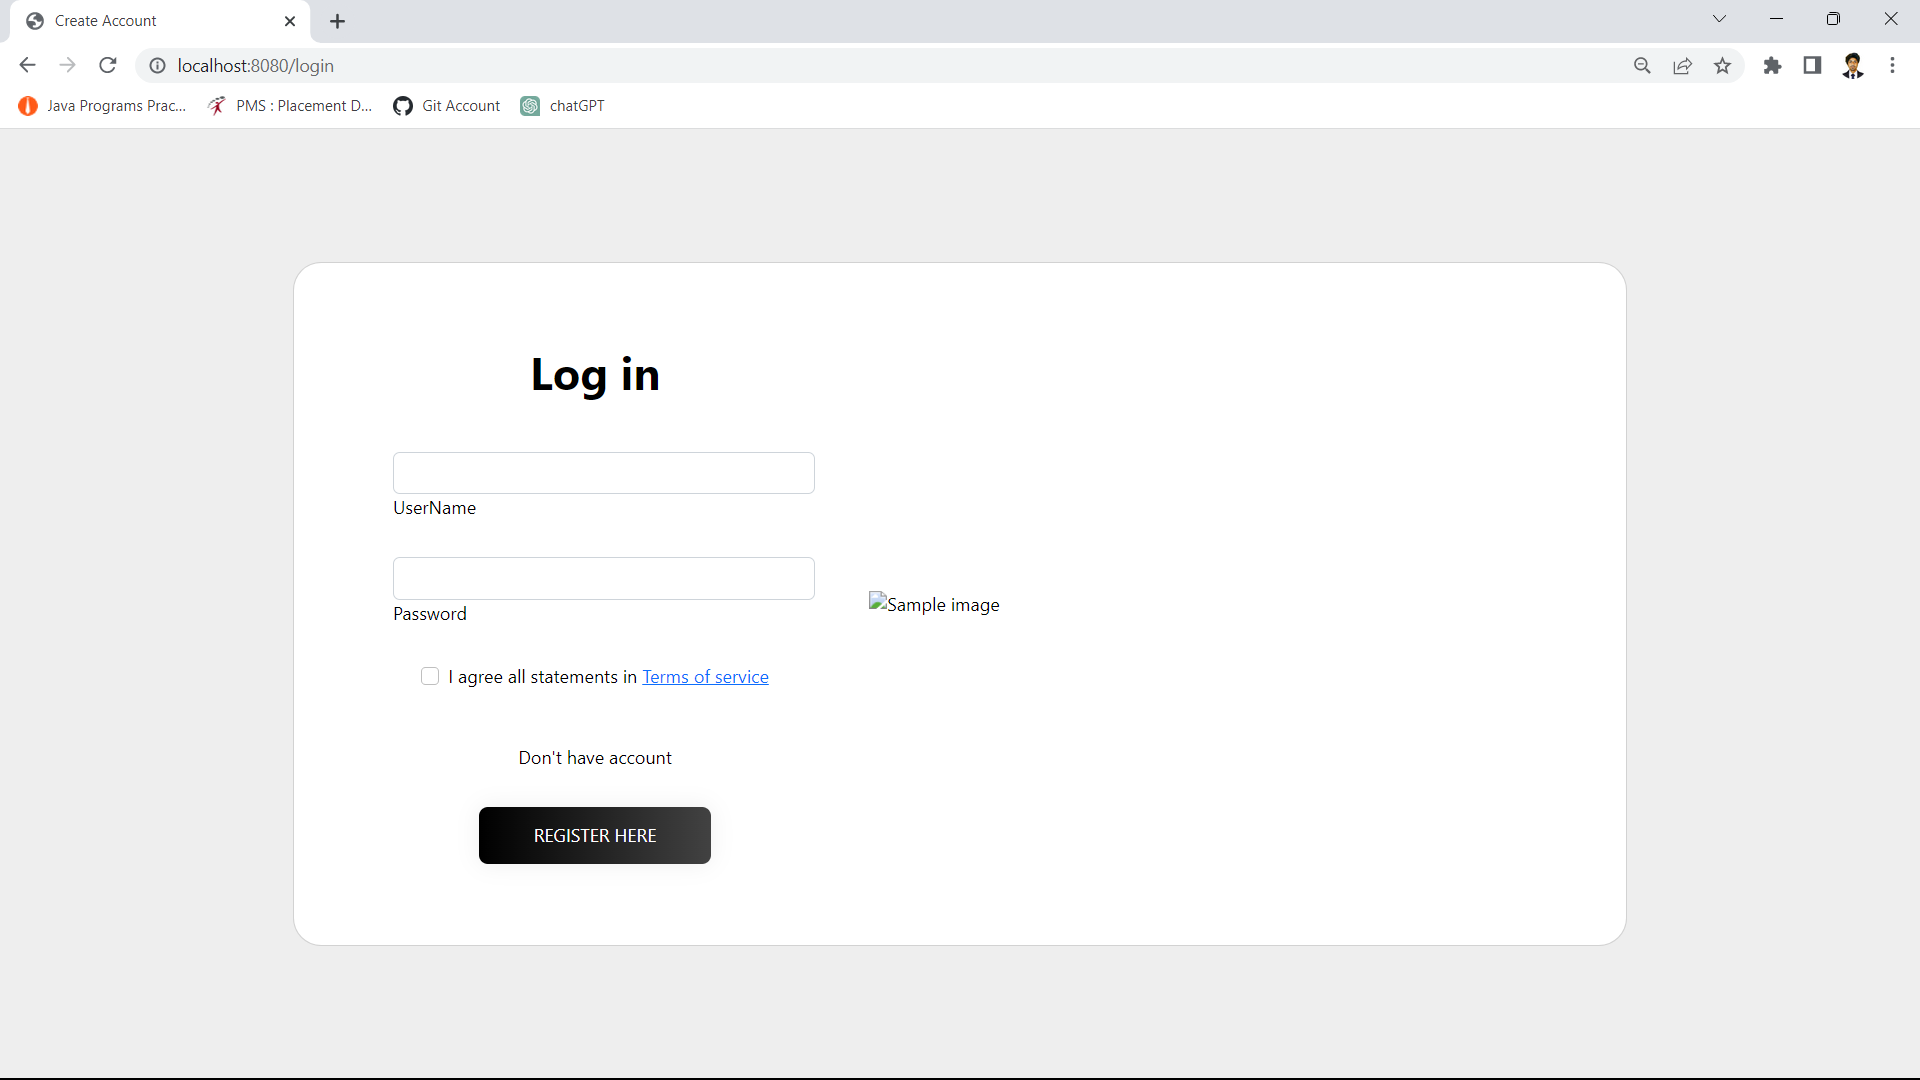 Create Account
localhost:8080/login
Java Programs Prac...
PMS : Placement D...
Git Account
chatGPT
Log in
UserName
Password
Sample image
I agree all statements in Terms of service
Don't have account
REGISTER HERE